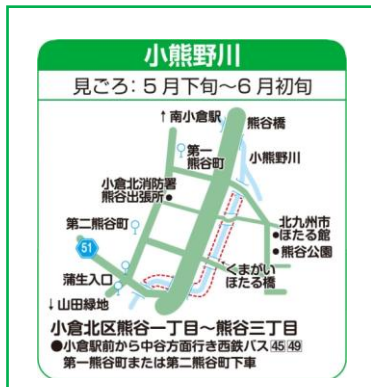 小熊野川
見ごろ：5月下旬～6月初旬
↑南小倉駅
熊谷橋
第一
熊谷町
小熊野川
小倉北消防署
熊谷出張所●
第二熊谷町
北九州市
●ほたる館
●熊谷公園
51
蒲生入口
くまがい
ほたる橋
↓山田緑地
小倉北区熊谷一丁目～熊谷三丁目
●小倉駅前から中谷方面行き西鉄バス45 49
第一熊谷町または第二熊谷町下車